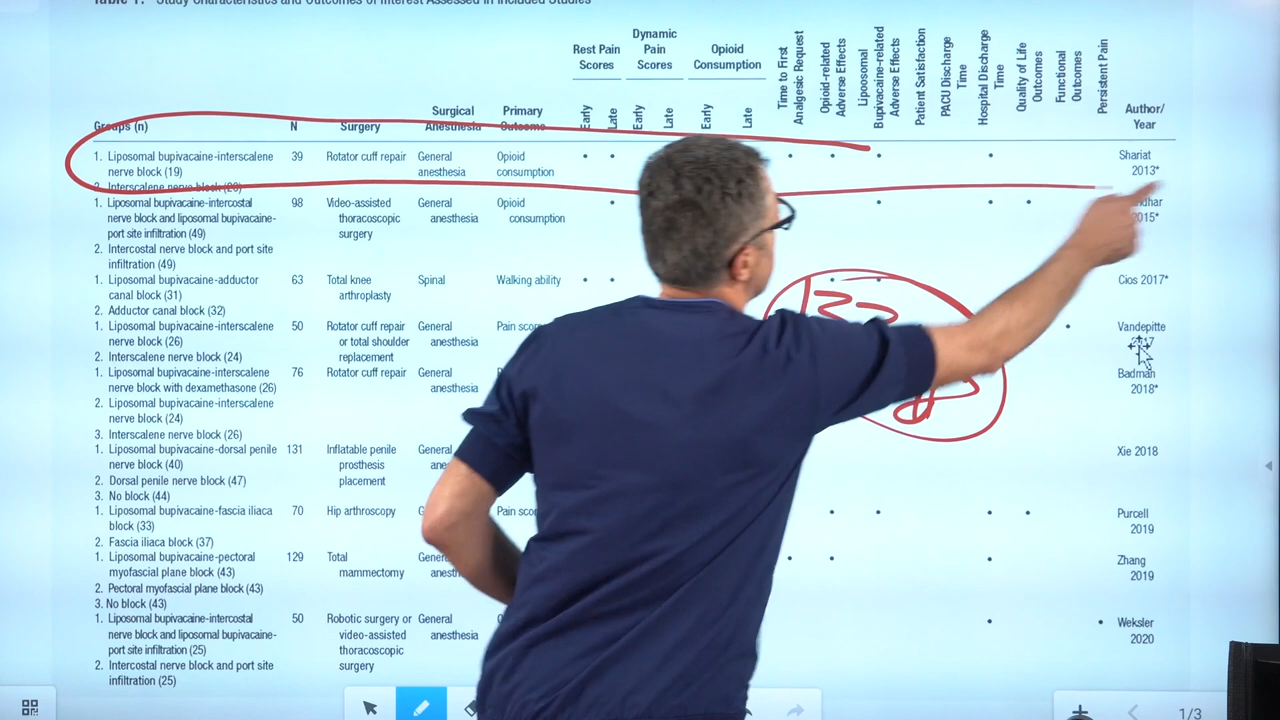 Table 1. Study Characteristics and Outcomes of Interest Assessed in Included Studies
Groups (n)
N
Surgery
Surgical Anesthesia
Primary Outcome
Rest Pain Scores
Early
Late
Dynamic Pain Scores
Early
Late
Opioid Consumption
Early
Late
Time to First Analgesic Request
Opioid-related Adverse Effects
Liposomal Bupivacaine-related Adverse Effects
Patient Satisfaction
PACU Discharge Time
Hospital Discharge Time
Quality of Life Outcomes
Functional Outcomes
Persistent Pain
Author/ Year
1. Liposomal bupivacaine-interscalene 39 Rotator cuff repair General Opioid • • • • • • Shariat
nerve block (19) anesthesia consumption 2013*
2. Interscalene nerve block (20)
1. Liposomal bupivacaine-intercostal 98 Video-assisted General Opioid • • • •
nerve block and liposomal bupivacaine- thoracoscopic anesthesia consumption 2015*
port site infiltration (49) surgery
2. Intercostal nerve block and port site
infiltration (49)
1. Liposomal bupivacaine-adductor 63 Total knee Spinal Walking ability • • • • Cios 2017*
canal block (31) arthroplasty
2. Adductor canal block (32)
1. Liposomal bupivacaine-interscalene 50 Rotator cuff repair General Pain • Vandepitte
nerve block (26) or total shoulder anesthesia 2017
2. Interscalene nerve block (24) replacement
1. Liposomal bupivacaine-interscalene 76 Rotator cuff repair General Badman
nerve block with dexamethasone (26) anesthesia 2018*
2. Liposomal bupivacaine-interscalene
nerve block (24)
3. Interscalene nerve block (26)
1. Liposomal bupivacaine-dorsal penile 131 Inflatable penile General Xie 2018
nerve block (40) prosthesis
2. Dorsal penile nerve block (47) placement
3. No block (44)
1. Liposomal bupivacaine-fascia iliaca 70 Hip arthroscopy Pain • • • • Purcell
block (33) 2019
2. Fascia iliaca block (37)
1. Liposomal bupivacaine-pectoral 129 Total • • • Zhang
myofascial plane block (43) mammectomy 2019
2. Pectoral myofascial plane block (43)
3. No block (43)
1. Liposomal bupivacaine-intercostal 50 Robotic surgery or General • • Weksler
nerve block and liposomal bupivacaine- video-assisted anesthesia 2020
port site infiltration (25) thoracoscopic
2. Intercostal nerve block and port site surgery
infiltration (25)
1/3